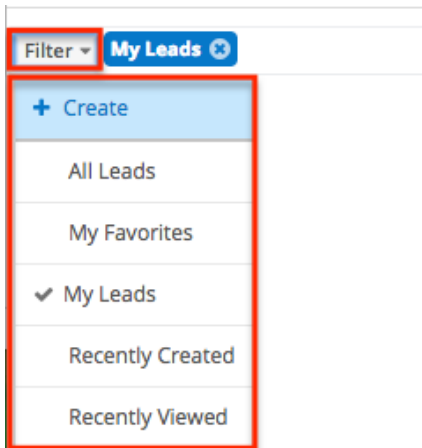 Filter My Leads
Create
All Leads
My Favorites
My Leads
Recently Created
Recently Viewed